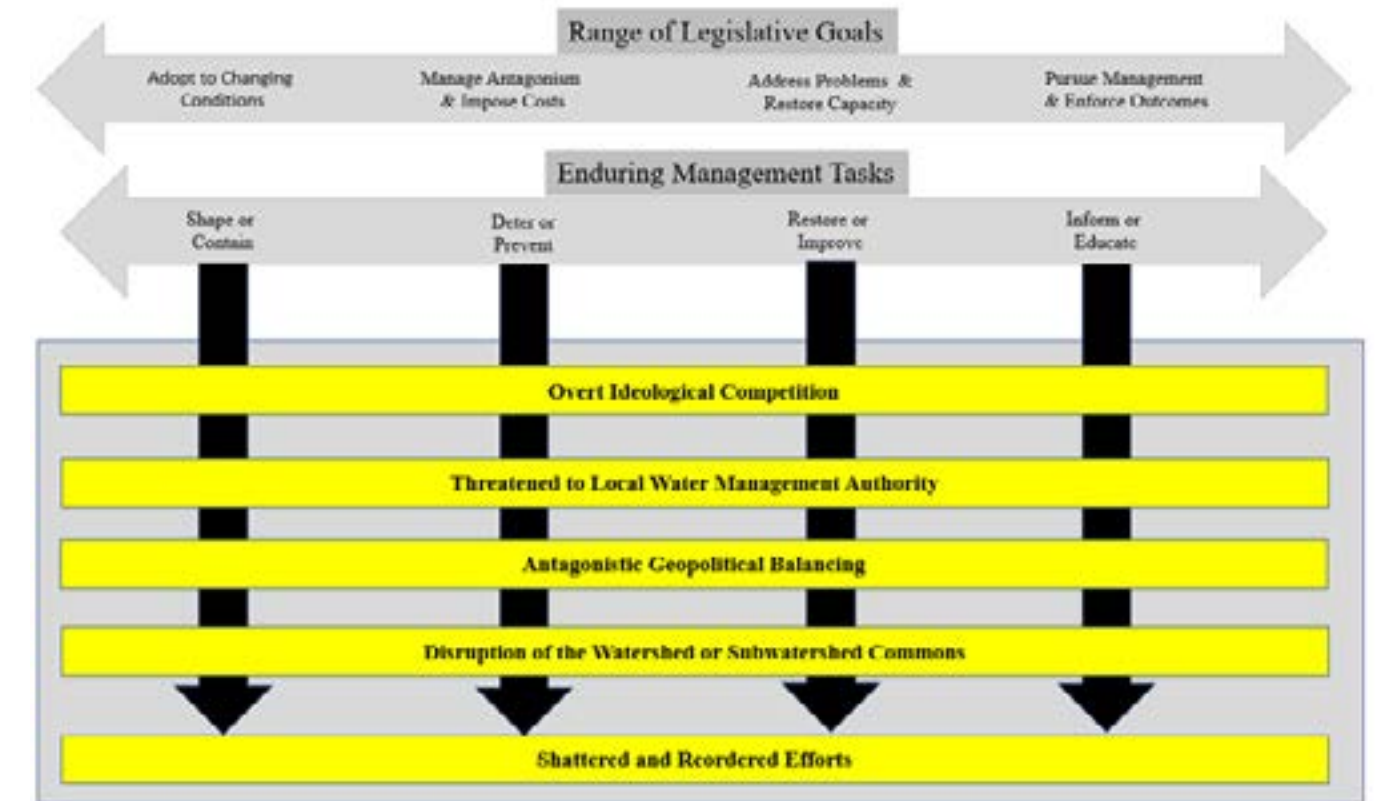 Range of Legislative Goals
Adopt to Changing
Conditions
Manage Antagonism
& Impose Costs
Address Problems &
Restore Capacity
Pursue Management
& Enforce Outcomes
Enduring Management Tasks
Shape or
Contain
Deter or
Prevent
Restore or
Improve
Inform or
Educate
Overt Ideological Competition
Threatened to Local Water Management Authority
Antagonistic Geopolitical Balancing
Disruption of the Watershed or Subwatershed Commons
Shattered and Reordered Efforts